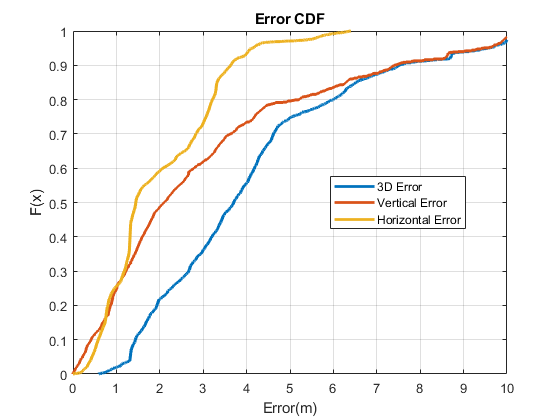 Error CDF
1
0.9
0.8
0.7
0.6
0.5
0.4
0.3
0.2
0.1
0
F(x)
3D Error
Vertical Error
Horizontal Error
0 1 2 3 4 5 6 7 8 9 10
Error(m)